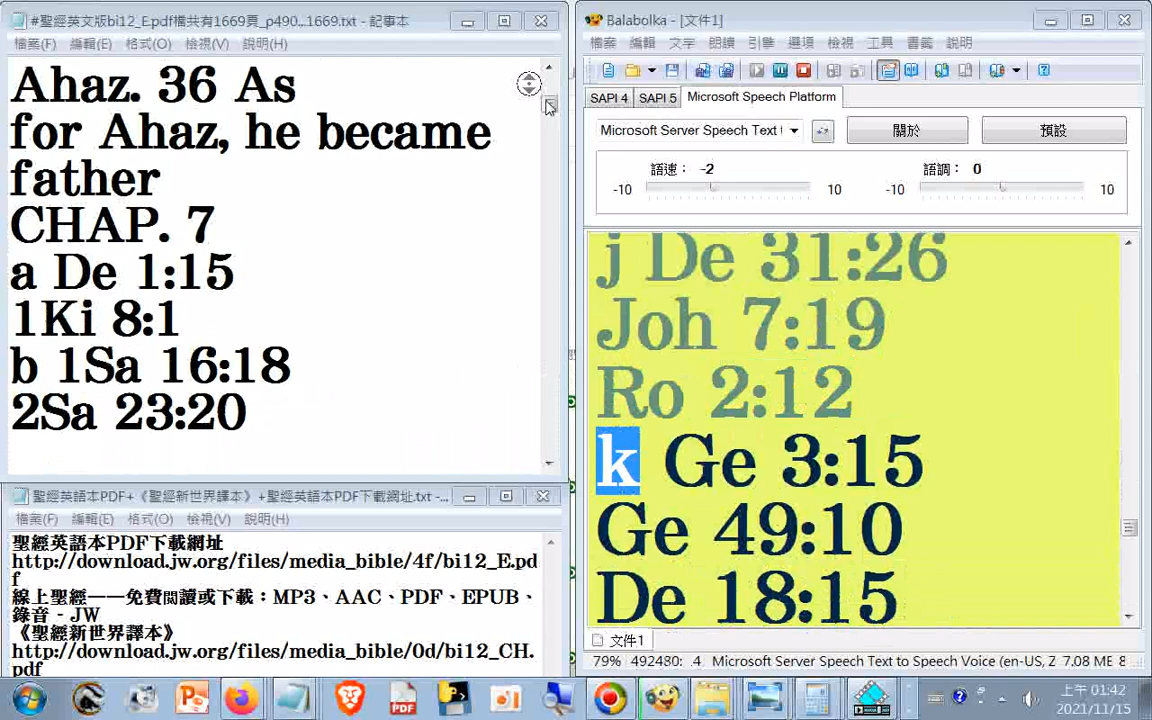 #聖經英文版bi12_E.pdf檔共有1669頁_p490...1669.txt - 記事本
檔案(F) 編輯(E) 格式(O) 檢視(V) 說明(H)
Ahaz. 36 As
for Ahaz, he became
father
CHAP. 7
a De 1:15
1Ki 8:1
b 1Sa 16:18
2Sa 23:20
聖經英語本PDF+《聖經新世界譯本》+聖經英語本PDF下載網址.txt -...
檔案(F) 編輯(E) 格式(O) 檢視(V) 說明(H)
聖經英語本PDF下載網址
http://download.jw.org/files/media_bible/4f/bi12_E.pd
f
線上聖經——免費閱讀或下載：MP3、AAC、PDF、EPUB、
錄音 - JW
《聖經新世界譯本》
http://download.jw.org/files/media_bible/0d/bi12_CH.
pdf
Balabolka - [文件1]
檔案 編輯 文字 朗讀 引擎 選項 檢視 工具 書籤 說明
SAPI 4 SAPI 5 Microsoft Speech Platform
Microsoft Server Speech Text 關於 預設
語速： -2 語調： 0
-10 10 -10 10
j De 31:26
Joh 7:19
Ro 2:12
k Ge 3:15
Ge 49:10
De 18:15
文件1
79% 492480: .4 Microsoft Server Speech Text to Speech Voice (en-US, Z 7.08 MB 8
上午 01:42
2021/11/15